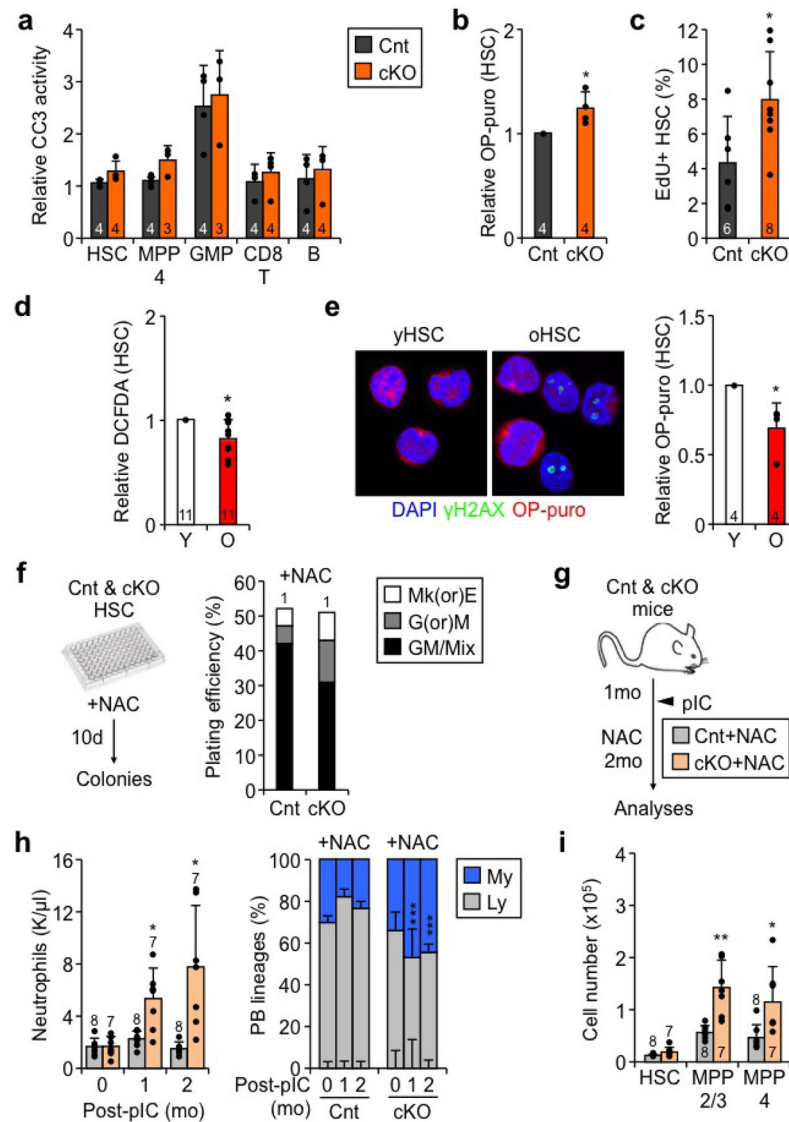 a
Relative CC3 activity
4
3
2
1
0
Cnt
cKO
4 4 4 3 4 3 4 4 4 4
HSC MPP GMP CD8 B
4 T
b
Relative OP-puro (HSC)
2
1
0
*
4 4
Cnt cKO
c
EdU+ HSC (%)
12
10
8
6
4
2
0
*
6 8
Cnt cKO
d
Relative DCFDA (HSC)
2
1
0
*
11 11
Y O
e
yHSC oHSC
DAPI γH2AX OP-puro
Relative OP-puro (HSC)
1.5
1.0
0.5
0
*
4 4
Y O
f
Cnt & cKO
HSC
+NAC
10d
Colonies
+NAC
Plating efficiency (%)
60
50
40
30
20
10
0
1 1
Cnt cKO
Mk(or)E
G(or)M
GM/Mix
g
Cnt & cKO
mice
1mo
pIC
NAC
2mo
Cnt+NAC
cKO+NAC
Analyses
h
Neutrophils (K/µl)
16
12
8
4
0
8 7 8 7 8 7
* *
0 1 2
Post-pIC (mo)
+NAC +NAC
PB lineages (%)
100
80
60
40
20
0
*** ***
My
Ly
Post-pIC 0 1 2 0 1 2
(mo) Cnt cKO
i
Cell number (x10⁵)
4
3
2
1
0
8 7 8 7 8 7
** *
HSC MPP MPP
2/3 4